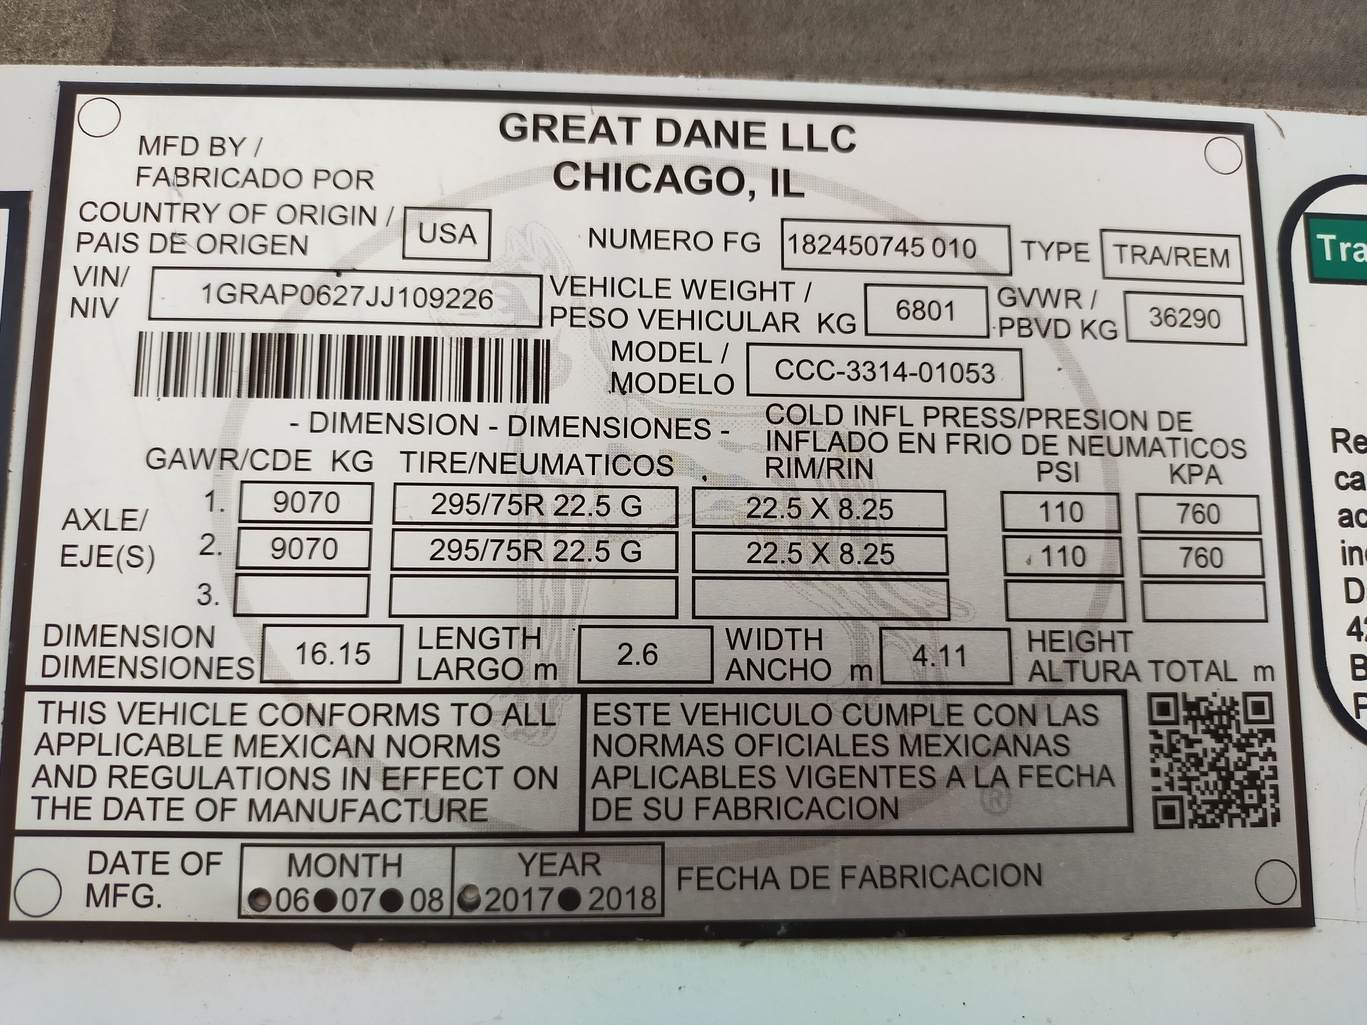 GREAT DANE LLC
CHICAGO, IL
MFD BY /
FABRICADO POR
COUNTRY OF ORIGIN /
PAIS DE ORIGEN
USA
NUMERO FG
182450745 010
TYPE
TRA/REM
VIN/
NIV
1GRAP0627JJ109226
VEHICLE WEIGHT /
PESO VEHICULAR KG
6801
GVWR /
PBVD KG
36290
MODEL /
MODELO
CCC-3314-01053
- DIMENSION - DIMENSIONES -
COLD INFL PRESS/PRESION DE
INFLADO EN FRIO DE NEUMATICOS
GAWR/CDE KG TIRE/NEUMATICOS RIM/RIN PSI KPA
AXLE/
EJE(S)
1. 9070 295/75R 22.5 G 22.5 X 8.25 110 760
2. 9070 295/75R 22.5 G 22.5 X 8.25 110 760
3.
DIMENSION
DIMENSIONES
16.15
LENGTH
LARGO m
2.6
WIDTH
ANCHO m
4.11
HEIGHT
ALTURA TOTAL m
THIS VEHICLE CONFORMS TO ALL
APPLICABLE MEXICAN NORMS
AND REGULATIONS IN EFFECT ON
THE DATE OF MANUFACTURE
ESTE VEHICULO CUMPLE CON LAS
NORMAS OFICIALES MEXICANAS
APLICABLES VIGENTES A LA FECHA
DE SU FABRICACION
®
DATE OF
MFG.
MONTH YEAR
06 07 08 2017 2018
FECHA DE FABRICACION